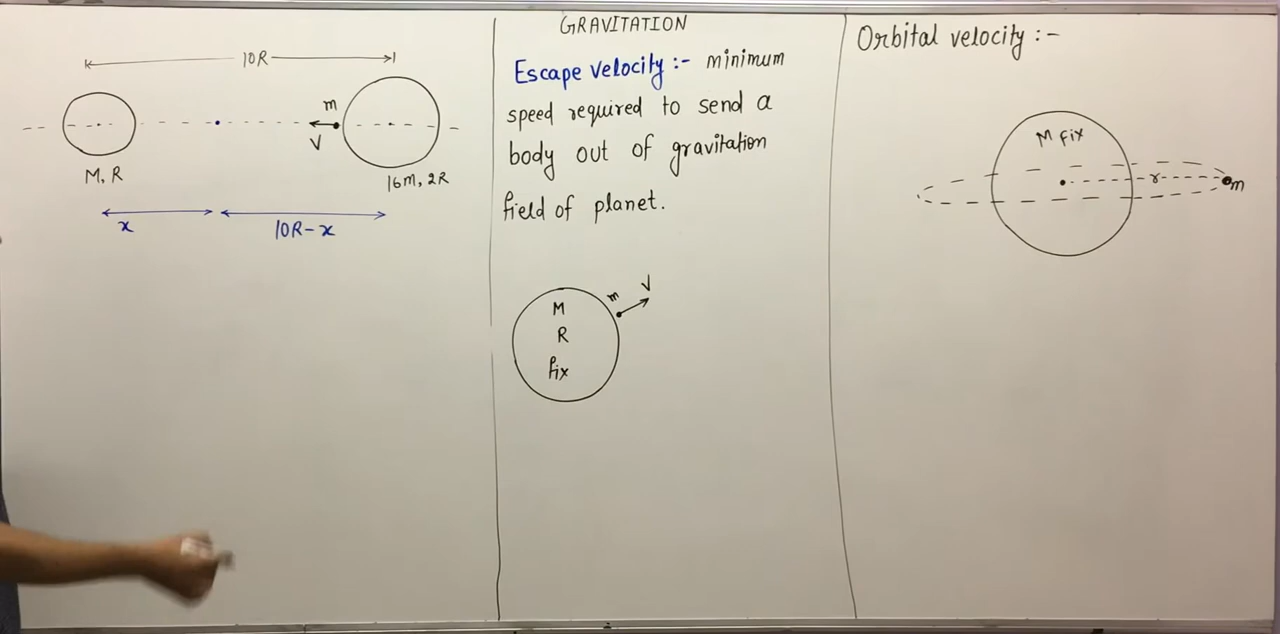 GRAVITATION
10R
m
V
M, R
16m, 2R
x
10R-x
Escape velocity :- minimum
speed required to send a
body out of gravitation
field of planet.
m
V
M
R
fix
Orbital velocity :-
M fix
r
m